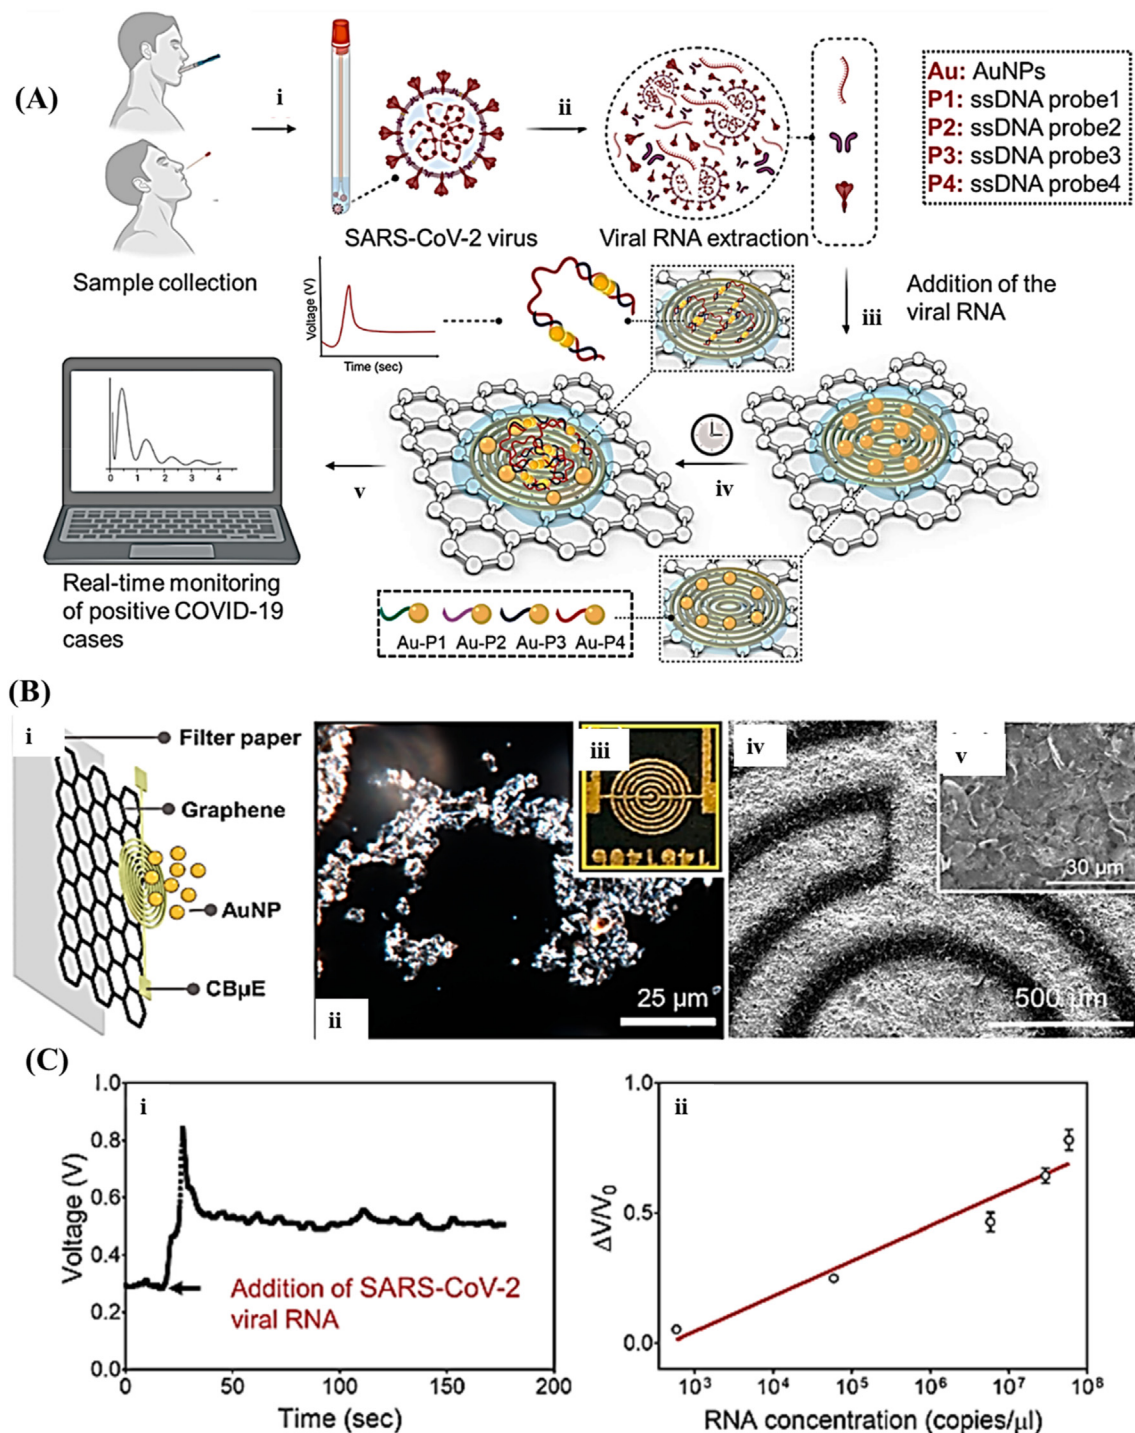 (A)
i
ii
Au: AuNPs
P1: ssDNA probe1
P2: ssDNA probe2
P3: ssDNA probe3
P4: ssDNA probe4
SARS-CoV-2 virus
Viral RNA extraction
Sample collection
Addition of the
viral RNA
iii
Voltage (V)
Time (sec)
0 1 2 3 4
v
iv
Real-time monitoring
of positive COVID-19
cases
Au-P1 Au-P2 Au-P3 Au-P4
(B)
i
Filter paper
Graphene
AuNP
CBµE
ii
25 µm
iii
iv
500 µm
v
30 µm
(C)
i
1.0
0.8
0.6
0.4
0.2
0.0
Voltage (V)
Addition of SARS-CoV-2
viral RNA
0 50 100 150 200
Time (sec)
ii
1.0
0.5
0.0
ΔV/V0
10³ 10⁴ 10⁵ 10⁶ 10⁷ 10⁸
RNA concentration (copies/µl)